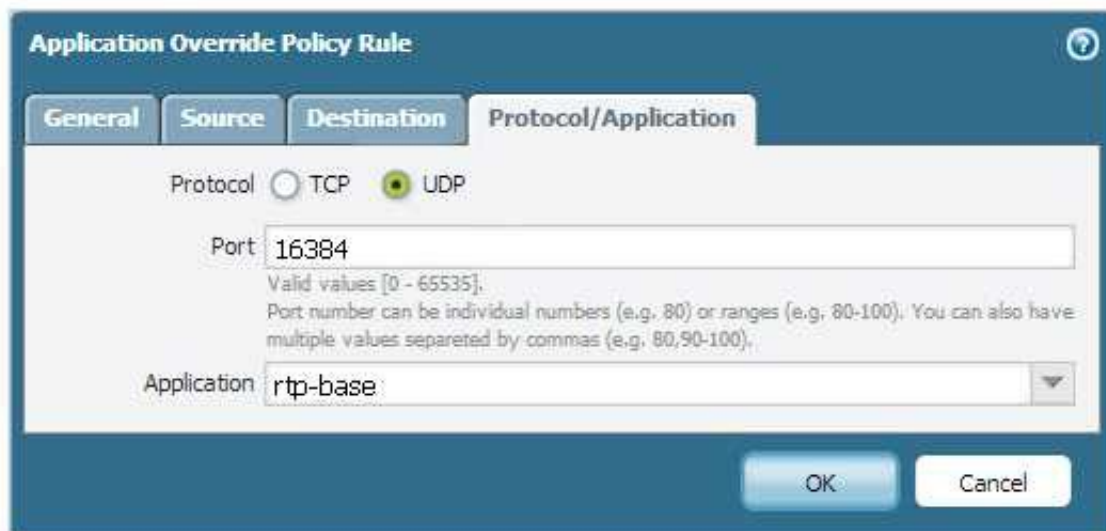 Application Override Policy Rule
General Source Destination Protocol/Application
Protocol TCP UDP
Port 16384
Valid values [0 - 65535].
Port number can be individual numbers (e.g. 80) or ranges (e.g. 80-100). You can also have
multiple values separeted by commas (e.g. 80,90-100).
Application rtp-base
OK Cancel